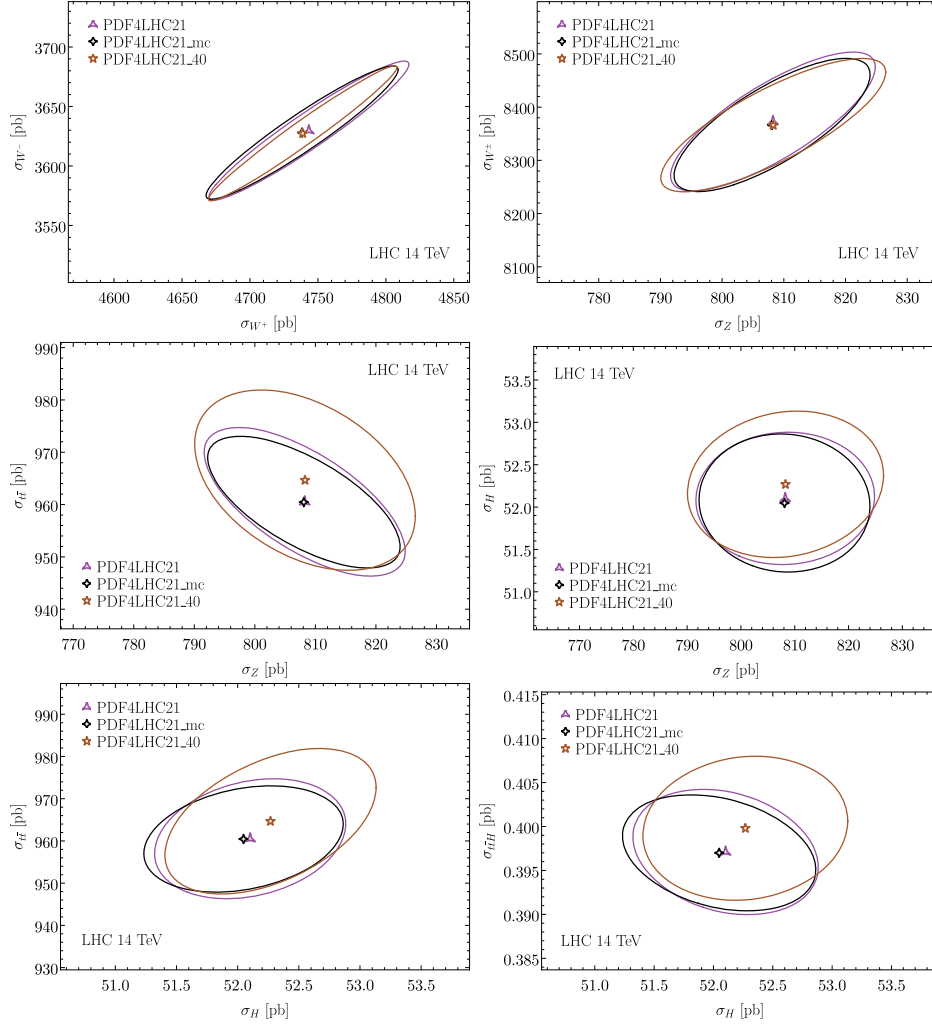 PDF4LHC21
PDF4LHC21_mc
PDF4LHC21_40
3700
3650
3600
3550
σ_{W^-} [pb]
LHC 14 TeV
4600 4650 4700 4750 4800 4850
σ_{W^+} [pb]
PDF4LHC21
PDF4LHC21_mc
PDF4LHC21_40
8500
8400
8300
8200
8100
σ_{W^±} [pb]
LHC 14 TeV
780 790 800 810 820 830
σ_Z [pb]
LHC 14 TeV
990
980
970
960
950
940
σ_{tt̄} [pb]
PDF4LHC21
PDF4LHC21_mc
PDF4LHC21_40
770 780 790 800 810 820 830
σ_Z [pb]
LHC 14 TeV
53.5
53.0
52.5
52.0
51.5
51.0
σ_H [pb]
PDF4LHC21
PDF4LHC21_mc
PDF4LHC21_40
770 780 790 800 810 820 830
σ_Z [pb]
PDF4LHC21
PDF4LHC21_mc
PDF4LHC21_40
990
980
970
960
950
940
930
σ_{tt̄} [pb]
LHC 14 TeV
51.0 51.5 52.0 52.5 53.0 53.5
σ_H [pb]
PDF4LHC21
PDF4LHC21_mc
PDF4LHC21_40
0.415
0.410
0.405
0.400
0.395
0.390
0.385
σ_{tt̄H} [pb]
LHC 14 TeV
51.0 51.5 52.0 52.5 53.0 53.5
σ_H [pb]